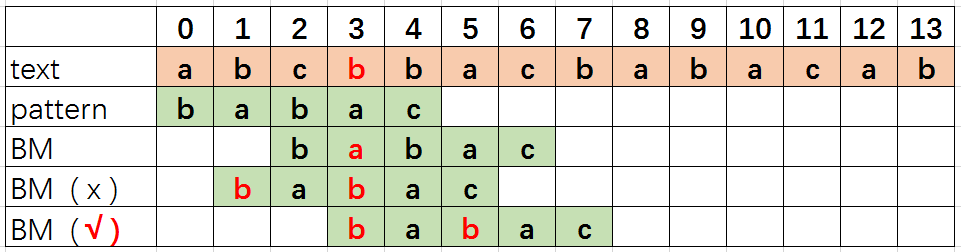 0 1 2 3 4 5 6 7 8 9 10 11 12 13
text a b c b b a c b a b a c a b
pattern b a b a c
BM b a b a c
BM（x） b a b a c
BM（√） b a b a c